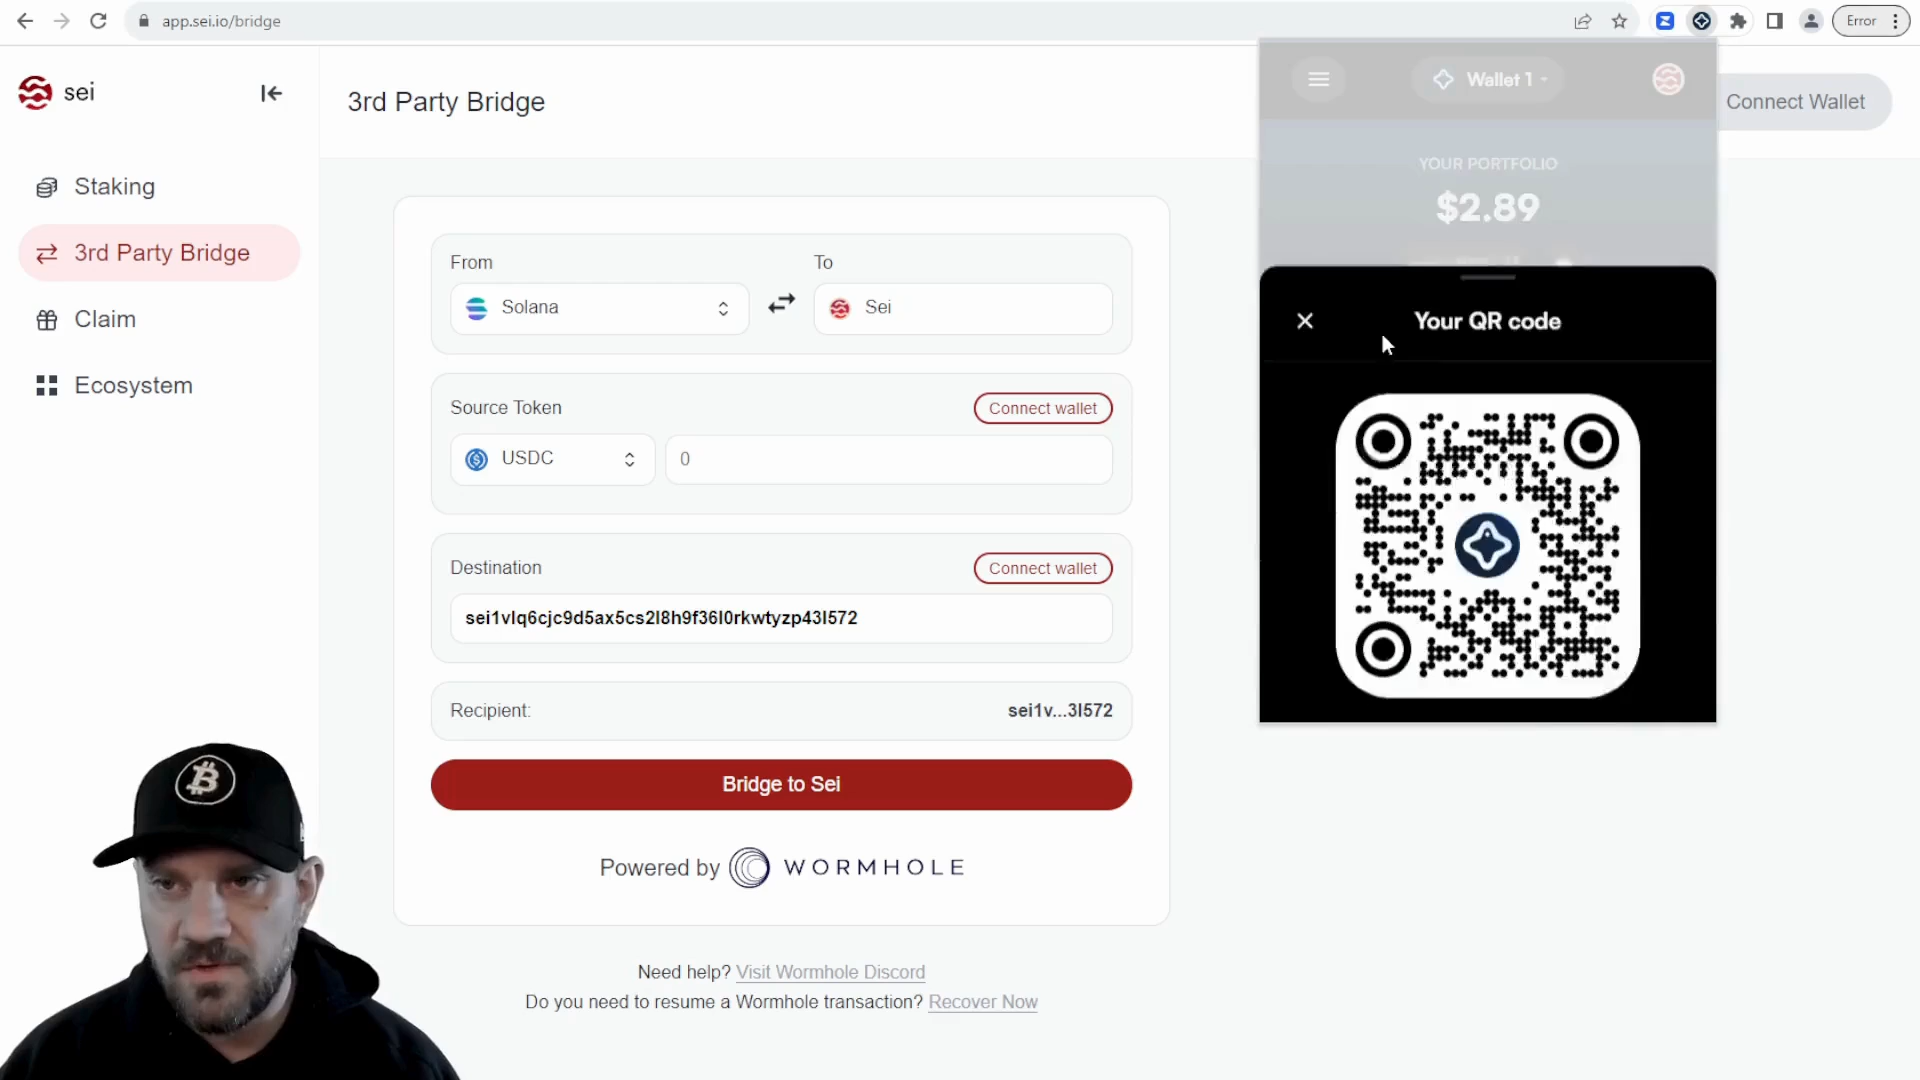 app.sei.io/bridge
Error
sei
3rd Party Bridge
Connect Wallet
Staking
3rd Party Bridge
Claim
Ecosystem
From
To
Solana
Sei
Source Token
Connect wallet
USDC
0
Destination
Connect wallet
sei1vlq6cjc9d5ax5cs2l8h9f36l0rkwtyzp43l572
Recipient:
sei1v...3l572
Bridge to Sei
Powered by WORMHOLE
Need help? Visit Wormhole Discord
Do you need to resume a Wormhole transaction? Recover Now
Wallet 1
YOUR PORTFOLIO
$2.89
Your QR code